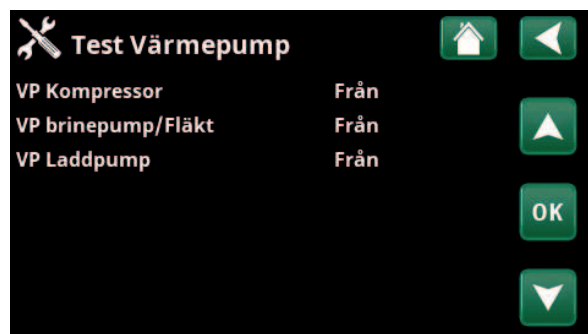 Test Värmepump
VP Kompressor Från
VP brinepump/Fläkt Från
VP Laddpump Från
OK